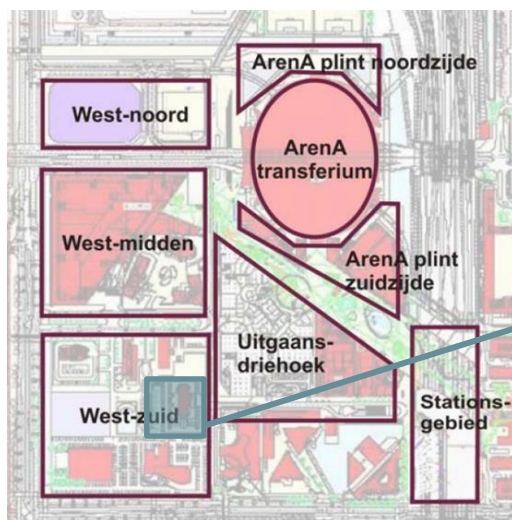 ArenA plint noordzijde
West-noord
ArenA
transferium
West-midden
ArenA plint
zuidzijde
Uitgaans-
driehoek
West-zuid
Stations-
gebied